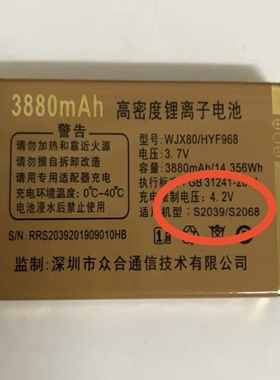 3880mAh 高密度锂离子电池
警告
请勿加热和靠近火源
请勿拆卸和刺穿
请用专用适配器充电
充电环境温度:0℃-40℃
电池浸水后禁止使用
型号:WJX80/HYF968
电压:3.7V
容量:3880mAh/14.356Wh
执行标准:GB 31241-2014
充电限制电压:4.2V
适用机型:S2039/S2068
S/N: RRS2039201909010HB
监制:深圳市众合通信技术有限公司